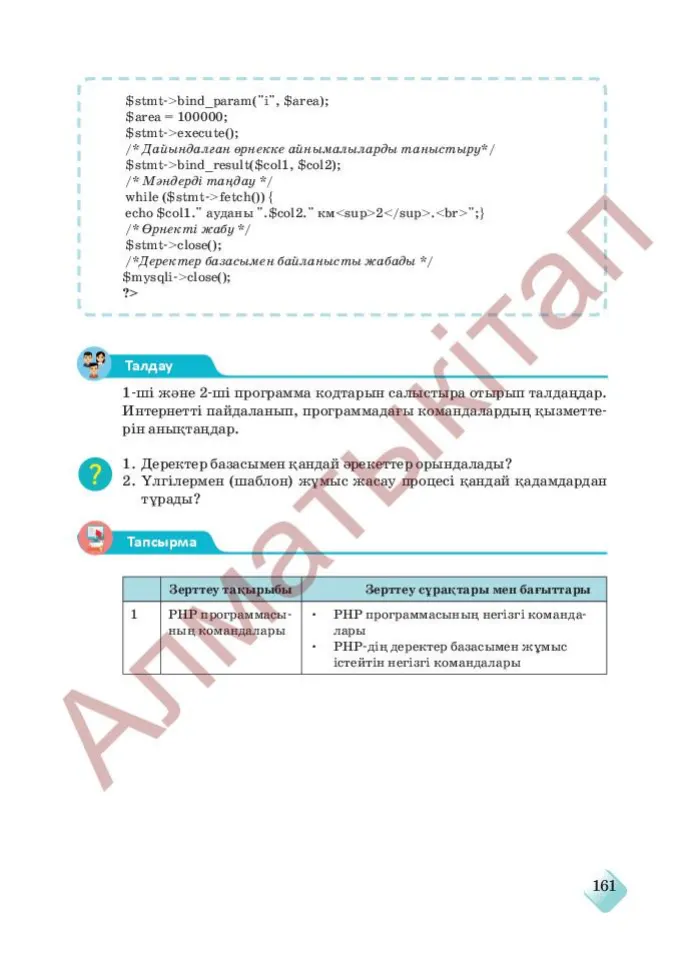 $stmt->bind_param("i", $area);
$area = 100000;
$stmt->execute();
/* Дайындалған өрнекке айнымалыларды таныстыру*/
$stmt->bind_result($col1, $col2);
/* Мәндерді таңдау */
while ($stmt->fetch()) {
echo $col1." ауданы ".$col2." км<sup>2</sup>.<br>";}
/* Өрнекті жабу */
$stmt->close();
/*Деректер базасымен байланысты жабады */
$mysqli->close();
?>
Талдау
1-ші және 2-ші программа кодтарын салыстыра отырып талдаңдар.
Интернетті пайдаланып, программадағы командалардың қызметте-
рін анықтаңдар.
?
1. Деректер базасымен қандай әрекеттер орындалады?
2. Үлгілермен (шаблон) жұмыс жасау процесі қандай қадамдардан
тұрады?
Тапсырма
Зерттеу тақырыбы Зерттеу сұрақтары мен бағыттары
1 PHP программасы- • PHP программасының негізгі команда-
ның командалары лары
• PHP-дің деректер базасымен жұмыс
істейтін негізгі командалары
161
Алматыкітап